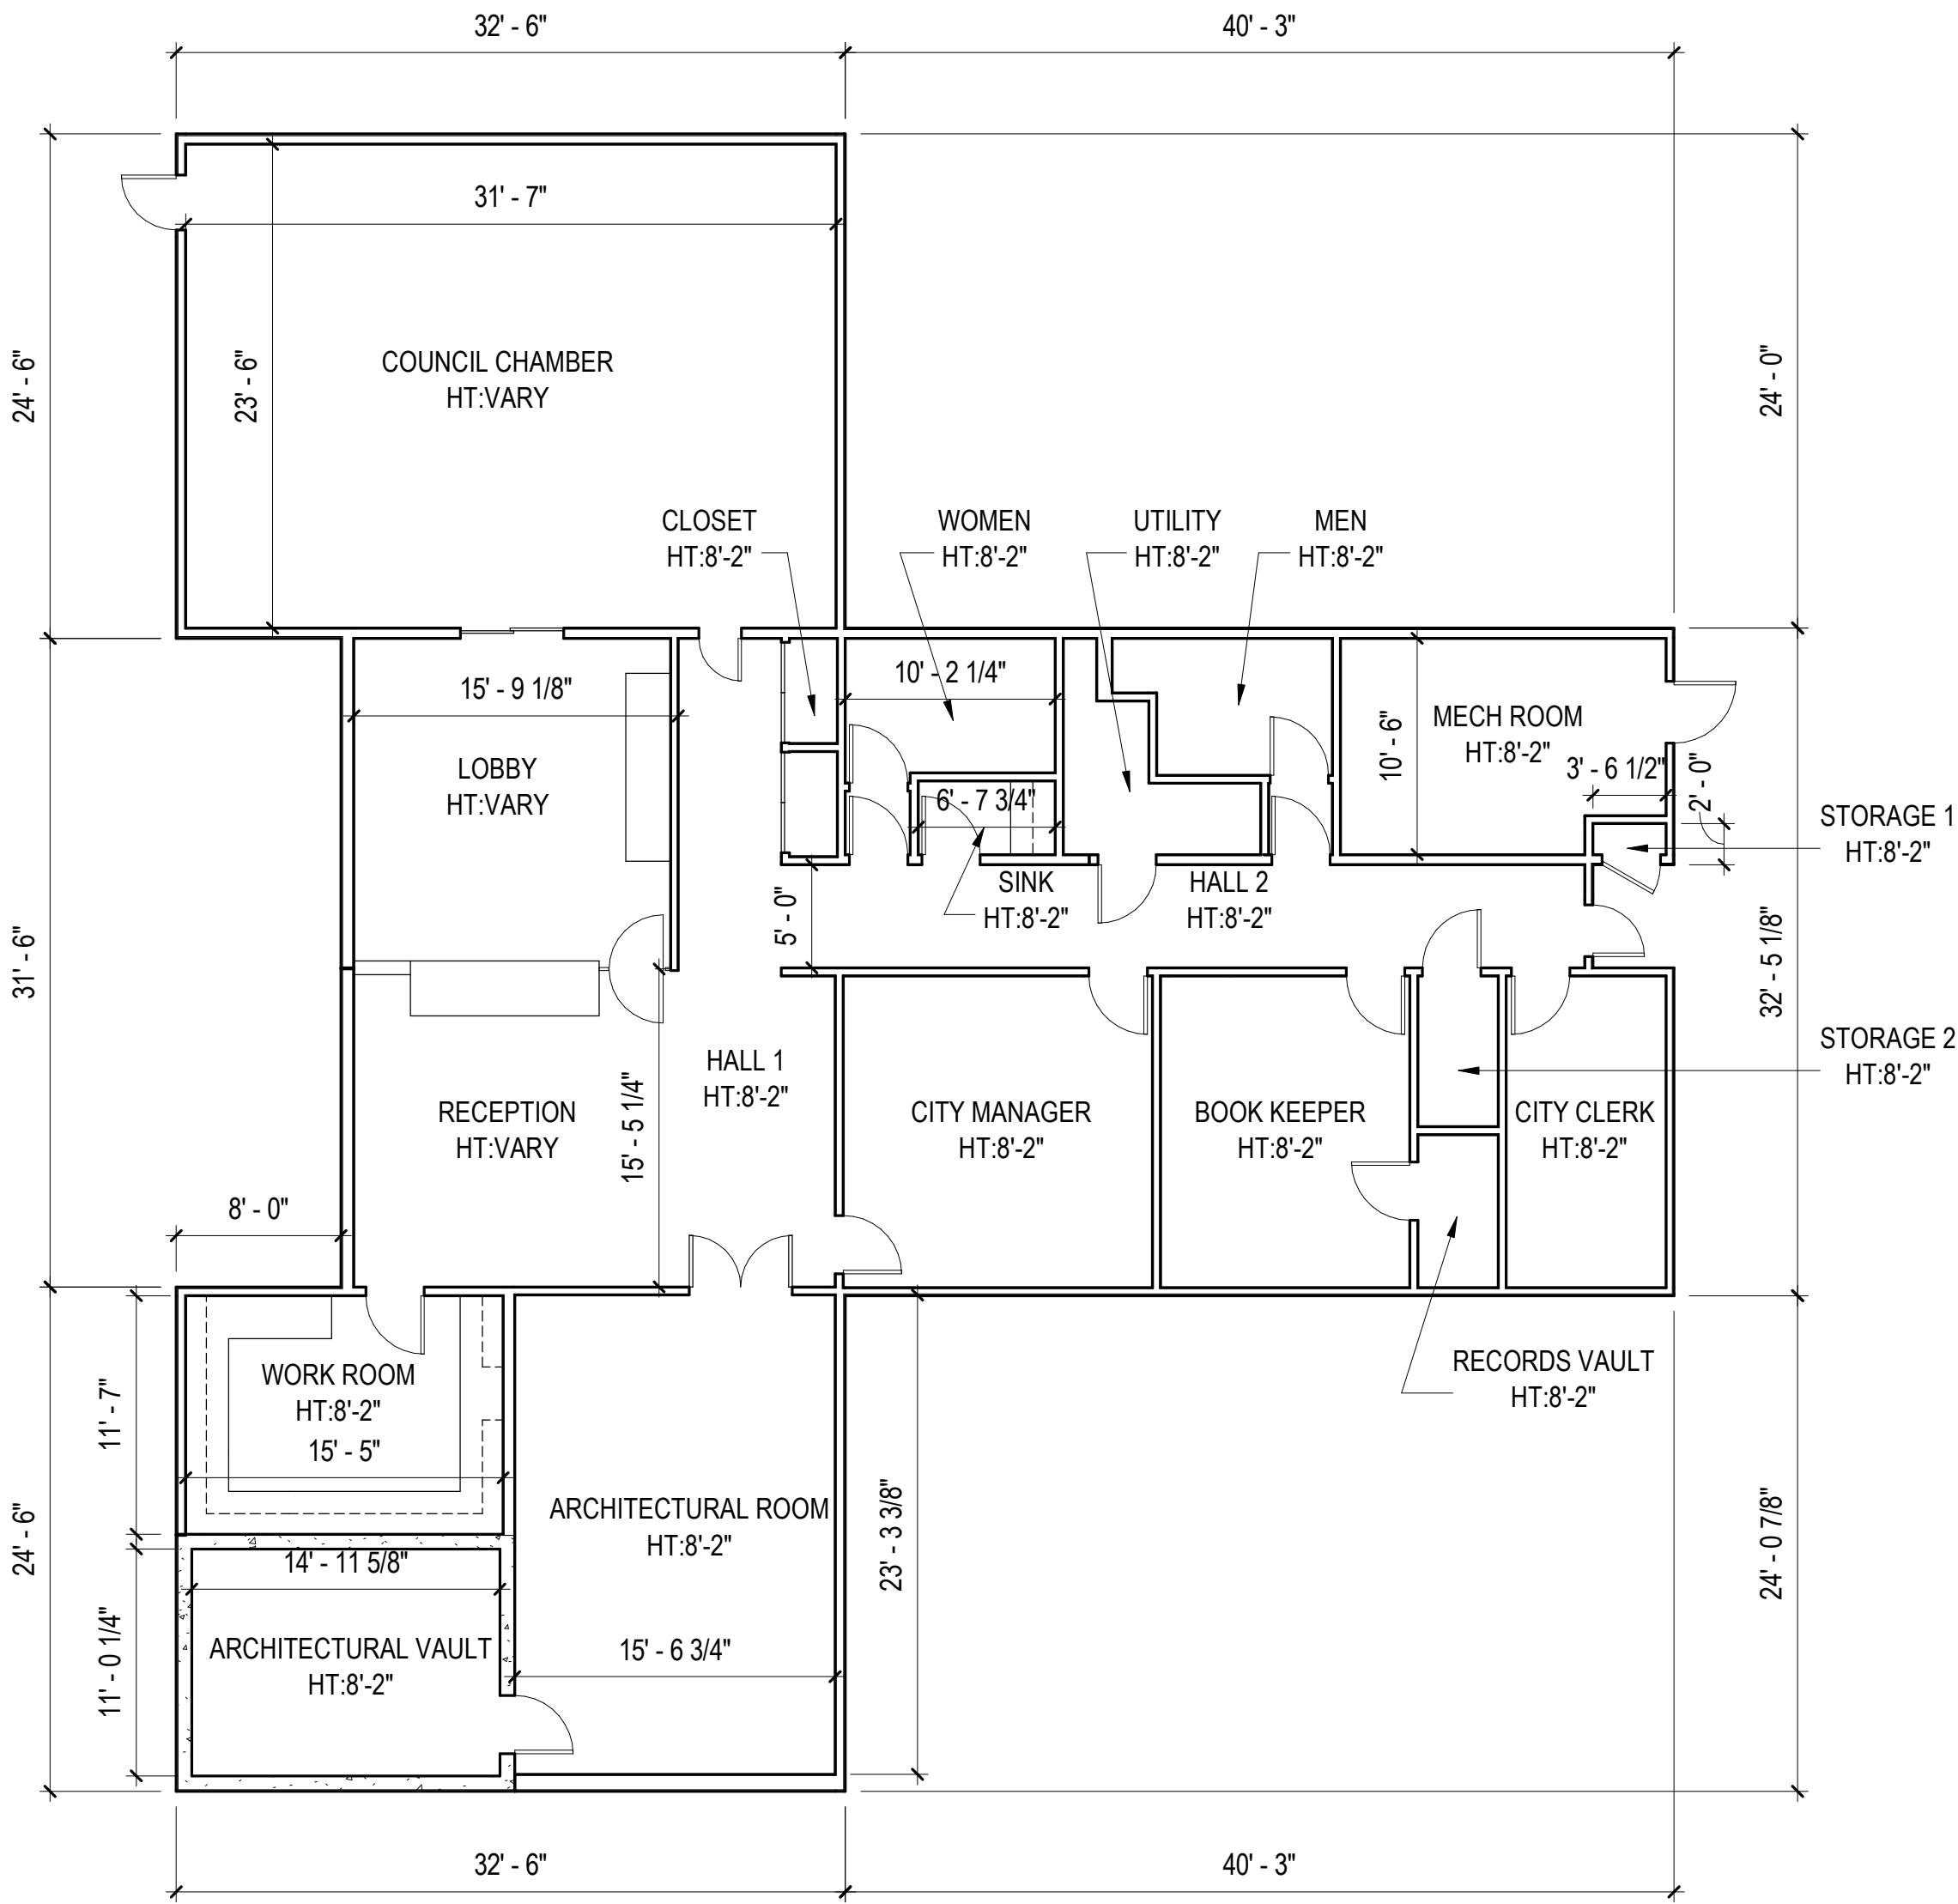 32' - 6"
40' - 3"
31' - 7"
24' - 6"
23' - 6"
COUNCIL CHAMBER
HT:VARY
24' - 0"
CLOSET
HT:8'-2"
WOMEN
HT:8'-2"
UTILITY
HT:8'-2"
MEN
HT:8'-2"
15' - 9 1/8"
10' - 2 1/4"
LOBBY
HT:VARY
MECH ROOM
HT:8'-2"
10' - 6"
3' - 6 1/2"
2' - 0"
6' - 7 3/4"
STORAGE 1
HT:8'-2"
SINK
HT:8'-2"
HALL 2
HT:8'-2"
5' - 0"
31' - 6"
32' - 5 1/8"
STORAGE 2
HT:8'-2"
HALL 1
HT:8'-2"
RECEPTION
HT:VARY
15' - 5 1/4"
CITY MANAGER
HT:8'-2"
BOOK KEEPER
HT:8'-2"
CITY CLERK
HT:8'-2"
8' - 0"
RECORDS VAULT
HT:8'-2"
WORK ROOM
HT:8'-2"
15' - 5"
11' - 7"
24' - 6"
ARCHITECTURAL ROOM
HT:8'-2"
23' - 3 3/8"
24' - 0 7/8"
14' - 11 5/8"
ARCHITECTURAL VAULT
HT:8'-2"
11' - 0 1/4"
15' - 6 3/4"
32' - 6"
40' - 3"